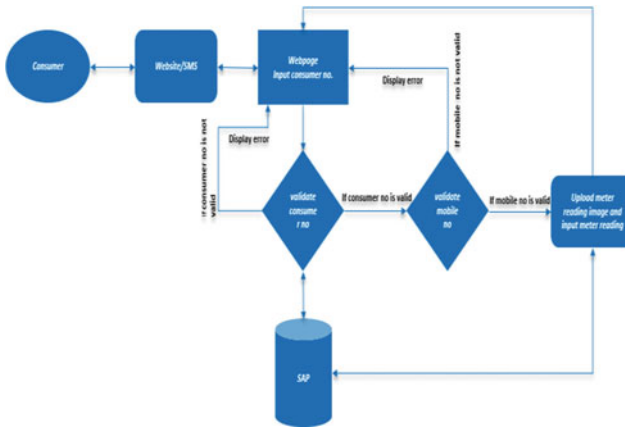 Consumer
Website/SMS
Webpage
Input consumer no.
Display error
Display error
If consumer no is not
valid
If mobile no is not valid
validate
consume
r no
If consumer no is valid
validate
mobile
no
If mobile no is valid
Uplood meter
reading image and
input meter reading
SAP